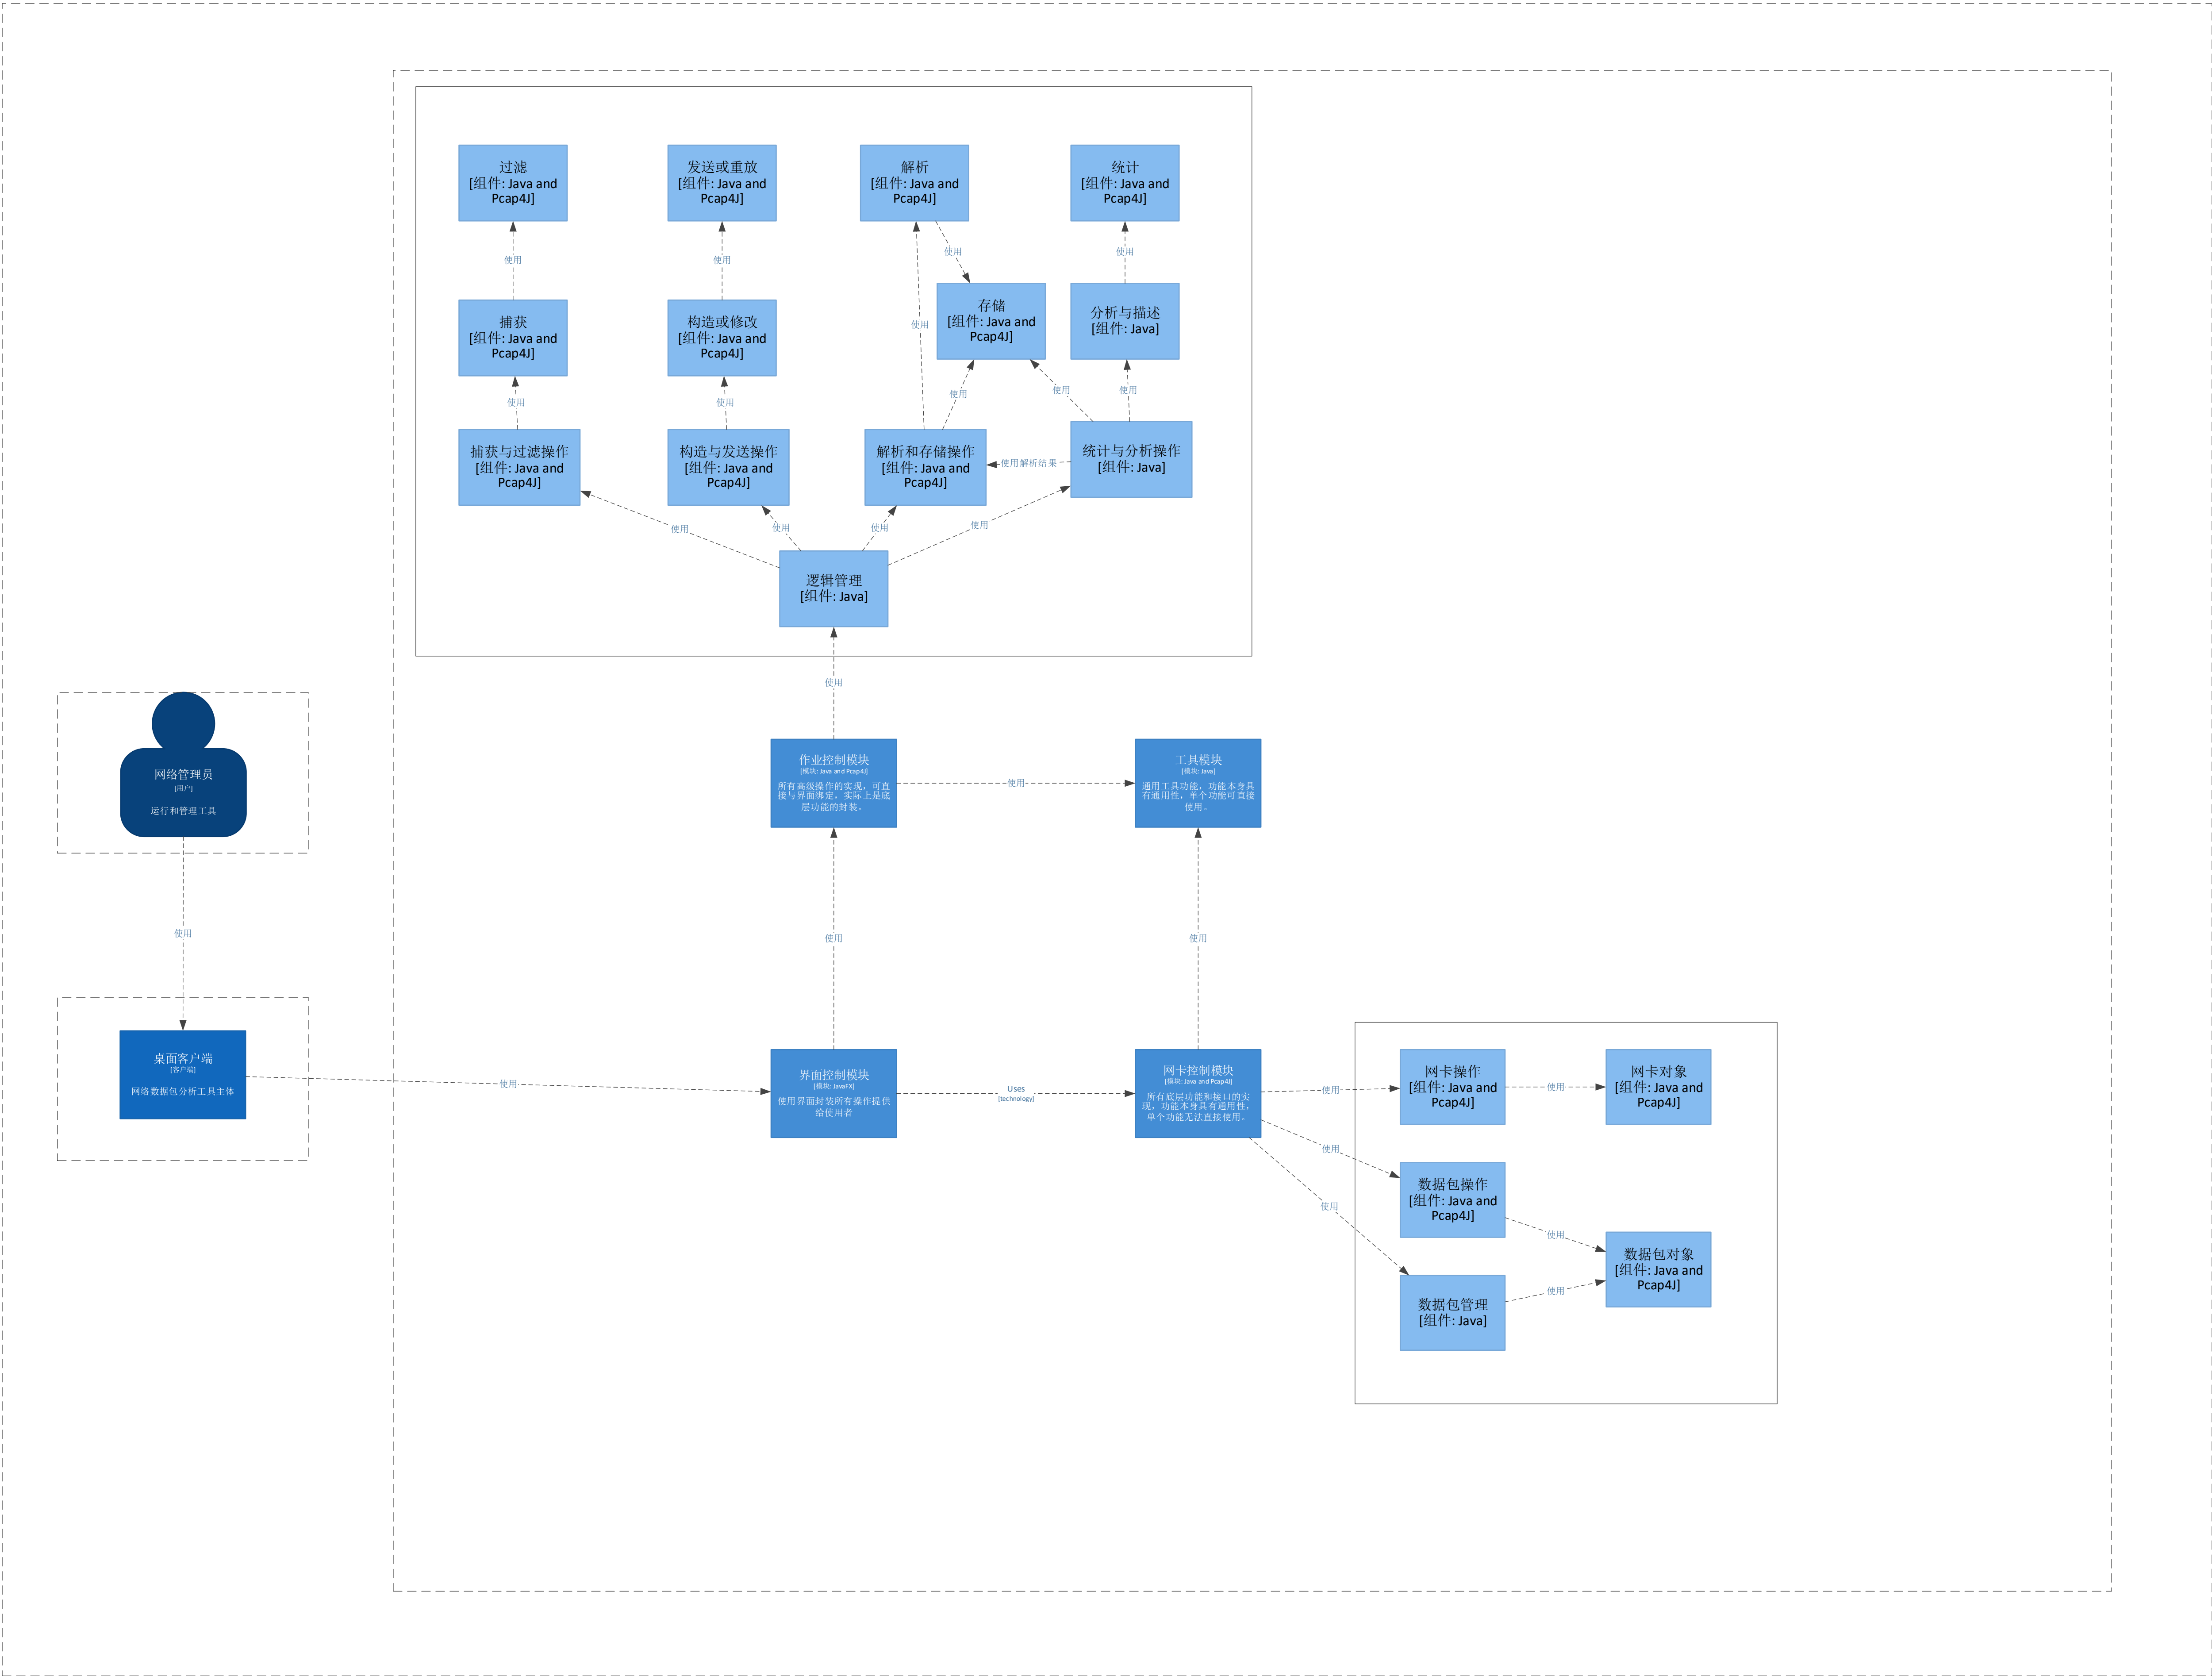 过滤
[组件: Java and
Pcap4J]
发送或重放
[组件: Java and
Pcap4J]
解析
[组件: Java and
Pcap4J]
统计
[组件: Java and
Pcap4J]
使用
使用
使用
使用
捕获
[组件: Java and
Pcap4J]
构造或修改
[组件: Java and
Pcap4J]
使用
存储
[组件: Java and
Pcap4J]
分析与描述
[组件: Java]
使用
使用
使用
使用
使用
捕获与过滤操作
[组件: Java and
Pcap4J]
构造与发送操作
[组件: Java and
Pcap4J]
解析和存储操作
[组件: Java and
Pcap4J]
使用解析结果
统计与分析操作
[组件: Java]
使用
使用
使用
使用
逻辑管理
[组件: Java]
使用
网络管理员
[用户]
运行和管理工具
作业控制模块
[模块: Java and Pcap4J]
所有高级操作的实现，可直
接与界面绑定，实际上是底
层功能的封装。
使用
工具模块
[模块: Java]
通用工具功能，功能本身具
有通用性，单个功能可直接
使用。
使用
使用
使用
桌面客户端
[客户端]
网络数据包分析工具主体
使用
界面控制模块
[模块: JavaFX]
使用界面封装所有操作提供
给使用者
Uses
[technology]
网卡控制模块
[模块: Java and Pcap4J]
所有底层功能和接口的实
现，功能本身具有通用性，
单个功能无法直接使用。
使用
网卡操作
[组件: Java and
Pcap4J]
使用
网卡对象
[组件: Java and
Pcap4J]
使用
数据包操作
[组件: Java and
Pcap4J]
使用
使用
数据包对象
[组件: Java and
Pcap4J]
使用
数据包管理
[组件: Java]